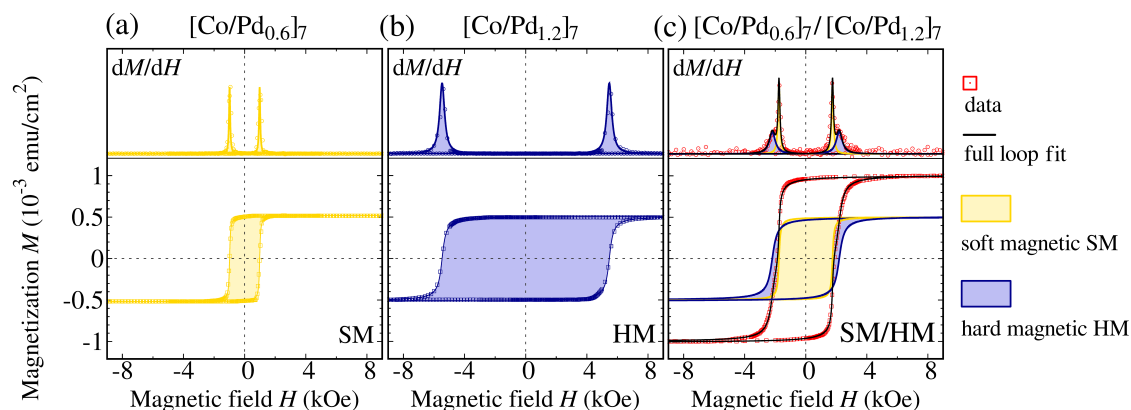 (a) [Co/Pd0.6]7
(b) [Co/Pd1.2]7
(c) [Co/Pd0.6]7/[Co/Pd1.2]7
dM/dH
dM/dH
dM/dH
Magnetization M (10-3 emu/cm2)
1
0.5
0
-0.5
-1
SM
HM
SM/HM
-8 -4 0 4 8
-8 -4 0 4 8
-8 -4 0 4 8
Magnetic field H (kOe)
Magnetic field H (kOe)
Magnetic field H (kOe)
data
full loop fit
soft magnetic SM
hard magnetic HM